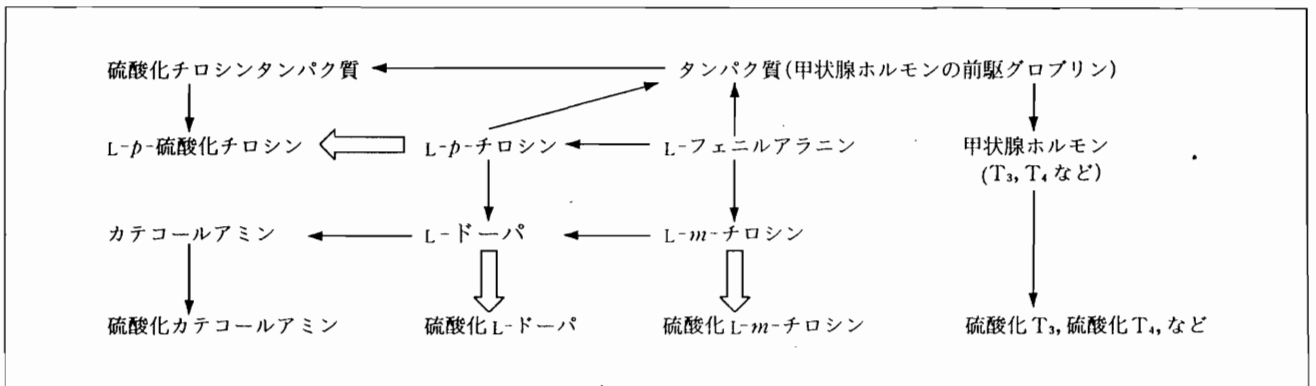 硫酸化チロシンタンパク質 タンパク質(甲状腺ホルモンの前駆グロブリン)
L-p-硫酸化チロシン L-p-チロシン L-フェニルアラニン 甲状腺ホルモン
(T₃, T₄ など)
カテコールアミン L-ドーパ L-m-チロシン
硫酸化カテコールアミン 硫酸化 L-ドーパ 硫酸化 L-m-チロシン 硫酸化 T₃, 硫酸化 T₄, など